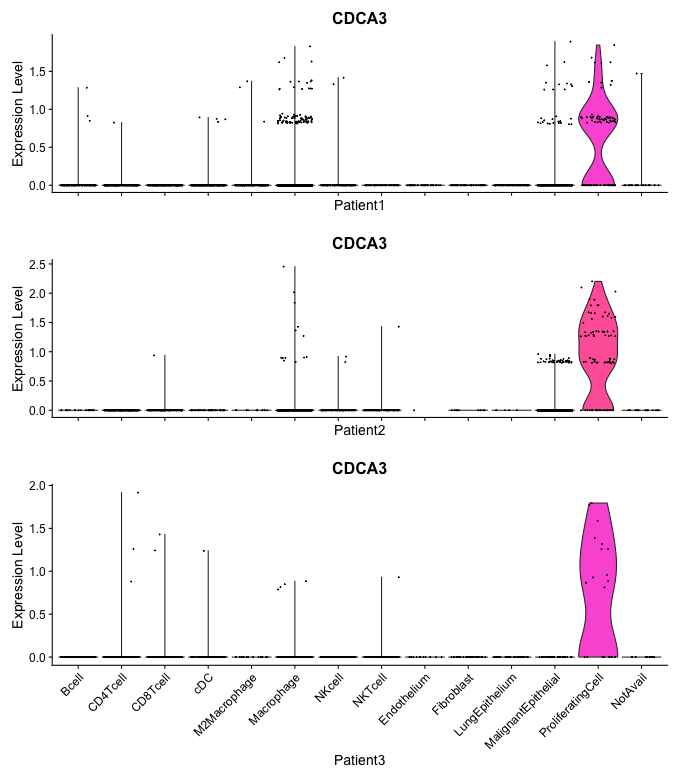 CDCA3
Expression Level
1.5
1.0
0.5
0.0
Patient1
CDCA3
Expression Level
2.5
2.0
1.5
1.0
0.5
0.0
Patient2
CDCA3
Expression Level
2.0
1.5
1.0
0.5
0.0
Bcell
CD4Tcell
CD8Tcell
cDC
M2Macrophage
Macrophage
NKcell
NKTcell
Endothelium
Fibroblast
LungEpithelium
MalignantEpithelial
ProliferatingCell
NotAvail
Patient3